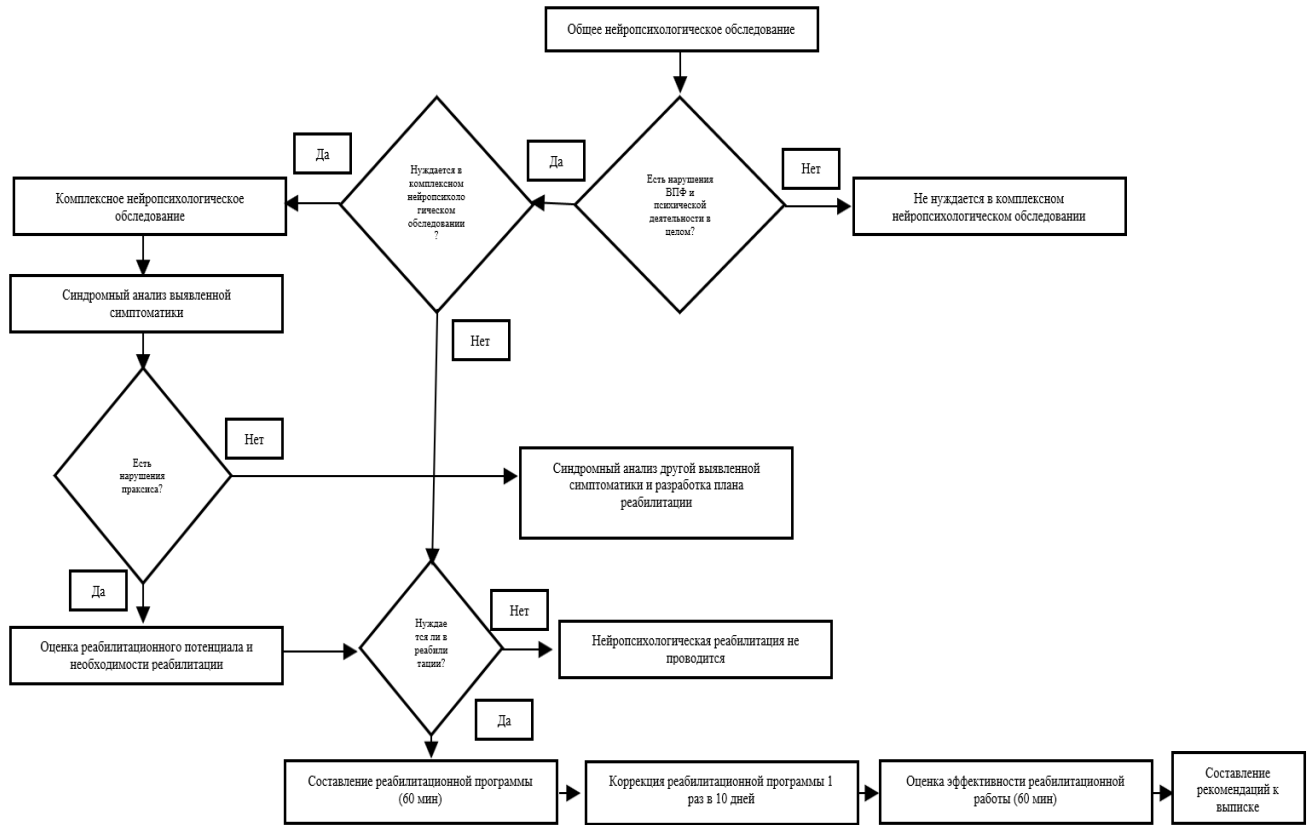 Общее нейропсихологическое обследование
Да
Нуждается в
комплексном
нейропсихоло
гическом
обследовании
?
Да
Есть нарушения
ВПФ и
психической
деятельности в
целом?
Нет
Комплексное нейропсихологическое
обследование
Не нуждается в комплексном
нейропсихологическом обследовании
Синдромный анализ выявленной
симптоматики
Нет
Есть
нарушения
праксиса?
Нет
Синдромный анализ другой выявленной
симптоматики и разработка плана
реабилитации
Да
Оценка реабилитационного потенциала и
необходимости реабилитации
Нуждае
тся ли в
реабили
тации?
Нет
Нейропсихологическая реабилитация не
проводится
Да
Составление реабилитационной программы
(60 мин)
Коррекция реабилитационной программы 1
раз в 10 дней
Оценка эффективности реабилитационной
работы (60 мин)
Составление
рекомендаций к
выписке